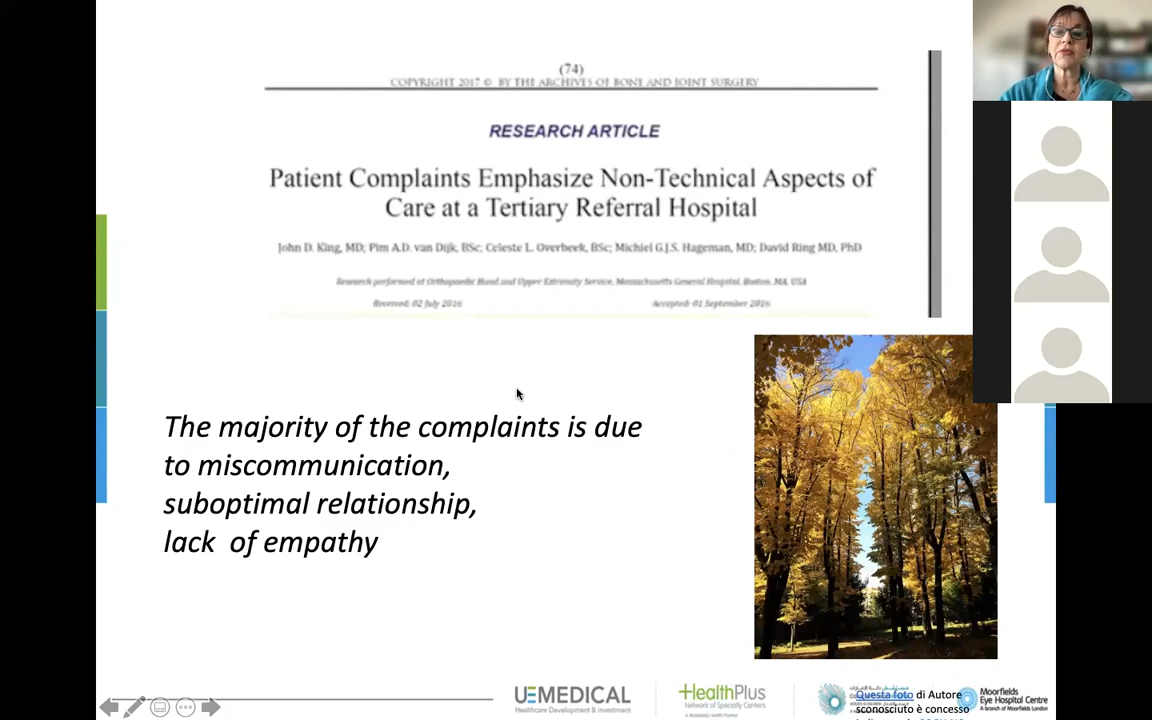 (74)
COPYRIGHT 2017 © BY THE ARCHIVES OF BONE AND JOINT SURGERY
RESEARCH ARTICLE
Patient Complaints Emphasize Non-Technical Aspects of
Care at a Tertiary Referral Hospital
John D. King, MD; Pim A.D. van Dijk, BSc; Celeste L. Overbeek, BSc; Michiel G.J.S. Hageman, MD; David Ring MD, PhD
Research performed at Orthopaedic Hand and Upper Extremity Service, Massachusetts General Hospital, Boston, MA, USA
Received: 02 July 2016
Accepted: 01 September 2016
The majority of the complaints is due
to miscommunication,
suboptimal relationship,
lack of empathy
UEMEDICAL
Healthcare Development & Investment
HealthPlus
Network of Specialty Centers
Questa foto di Autore
sconosciuto è concesso
Moorfields
Eye Hospital Centre
A branch of Moorfields London